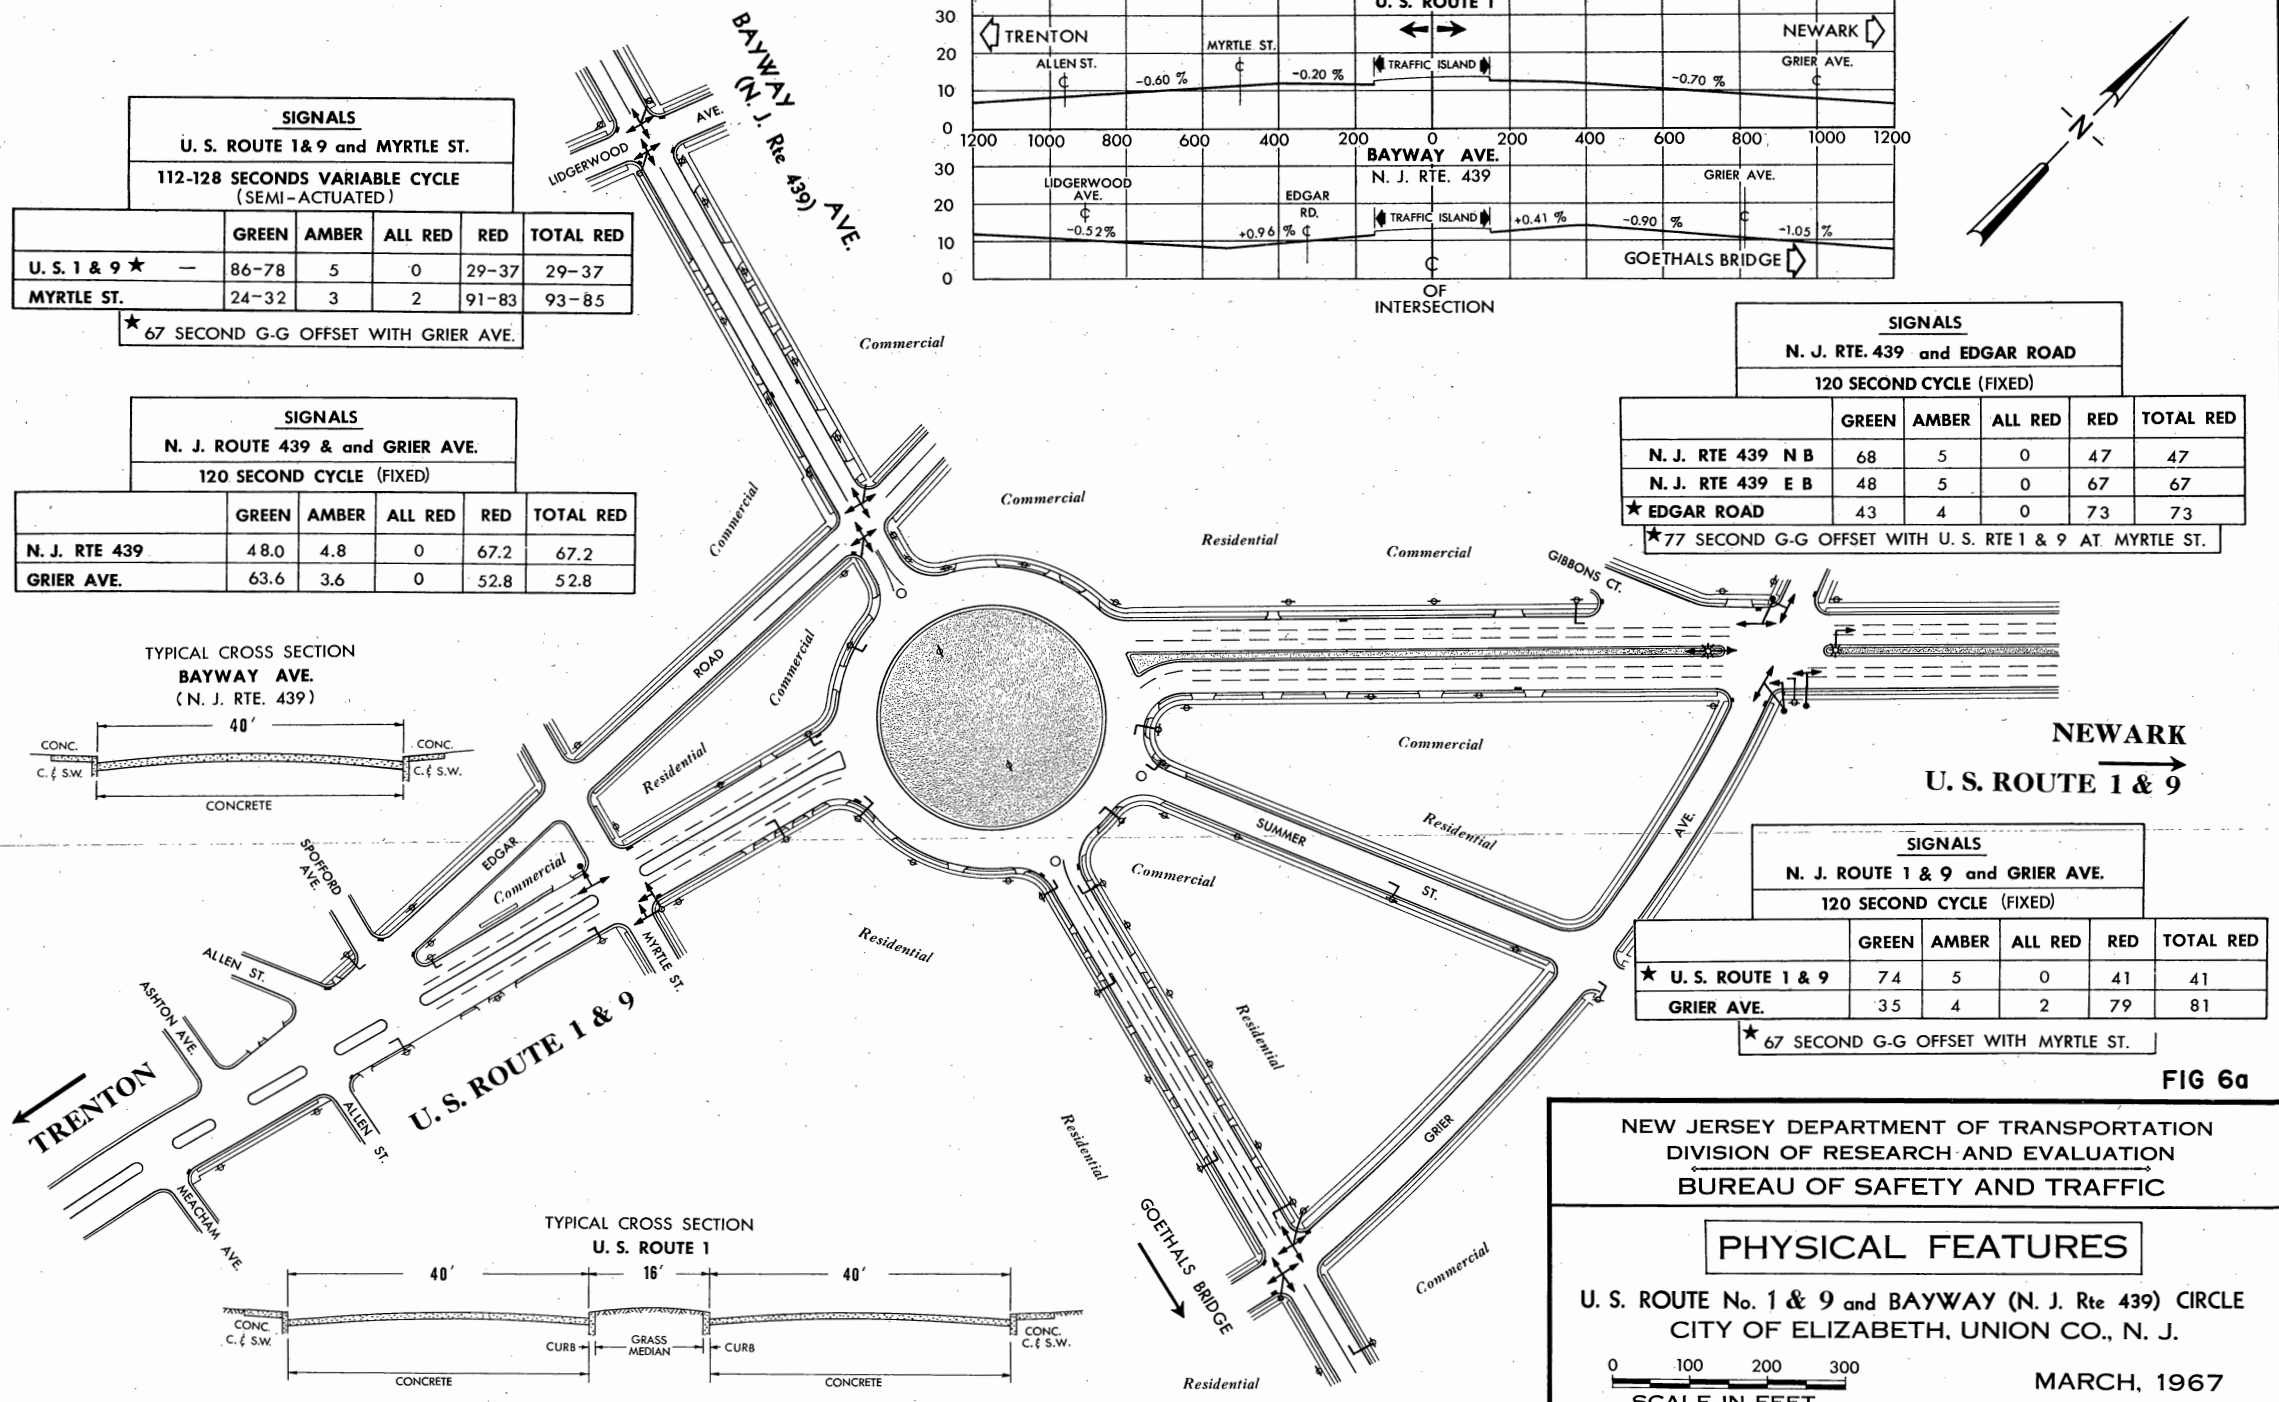 U. S. ROUTE 1
30
TRENTON
NEWARK
20
ALLEN ST.
MYRTLE ST.
TRAFFIC ISLAND
GRIER AVE.
℄
-0.60 %
℄
-0.20 %
-0.70 %
℄
10
0
1200 1000 800 600 400 200 0 200 400 600 800 1000 1200
BAYWAY AVE.
N. J. RTE. 439
30
LIDGERWOOD
AVE.
℄
EDGAR
RD.
℄
GRIER AVE.
℄
20
TRAFFIC ISLAND
-0.52%
+0.96 %
+0.41 %
-0.90 %
-1.05 %
10
GOETHALS BRIDGE
0
℄
OF
INTERSECTION
N
SIGNALS
U. S. ROUTE 1& 9 and MYRTLE ST.
112-128 SECONDS VARIABLE CYCLE
(SEMI-ACTUATED)
GREEN AMBER ALL RED RED TOTAL RED
U. S. 1 & 9 ★ — 86-78 5 0 29-37 29-37
MYRTLE ST. 24-32 3 2 91-83 93-85
★ 67 SECOND G-G OFFSET WITH GRIER AVE.
SIGNALS
N. J. ROUTE 439 & and GRIER AVE.
120 SECOND CYCLE (FIXED)
GREEN AMBER ALL RED RED TOTAL RED
N. J. RTE 439 48.0 4.8 0 67.2 67.2
GRIER AVE. 63.6 3.6 0 52.8 52.8
SIGNALS
N. J. RTE. 439 and EDGAR ROAD
120 SECOND CYCLE (FIXED)
GREEN AMBER ALL RED RED TOTAL RED
N. J. RTE 439 N B 68 5 0 47 47
N. J. RTE 439 E B 48 5 0 67 67
★ EDGAR ROAD 43 4 0 73 73
★ 77 SECOND G-G OFFSET WITH U. S. RTE 1 & 9 AT MYRTLE ST.
BAYWAY AVE.
(N. J. Rte 439)
LIDGERWOOD AVE.
Commercial
Commercial
Commercial
Residential
Commercial
GIBBONS CT.
TYPICAL CROSS SECTION
BAYWAY AVE.
(N. J. RTE. 439)
40'
CONC.
C. & S.W.
CONC.
C. & S.W.
CONCRETE
EDGAR ROAD
Commercial
Residential
Commercial
Commercial
Residential
NEWARK
U. S. ROUTE 1 & 9
SUMMER ST.
GRIER AVE.
Commercial
Residential
Residential
Residential
Commercial
Residential
SPOFFORD
AVE.
ALLEN ST.
ASHTON AVE.
MYRTLE ST.
U. S. ROUTE 1 & 9
TRENTON
ALLEN ST.
MEACHAM AVE.
GOETHALS BRIDGE
SIGNALS
N. J. ROUTE 1 & 9 and GRIER AVE.
120 SECOND CYCLE (FIXED)
GREEN AMBER ALL RED RED TOTAL RED
★ U. S. ROUTE 1 & 9 74 5 0 41 41
GRIER AVE. 35 4 2 79 81
★ 67 SECOND G-G OFFSET WITH MYRTLE ST.
TYPICAL CROSS SECTION
U. S. ROUTE 1
40' 16' 40'
CONC.
C. & S.W.
CURB
GRASS
MEDIAN
CURB
CONC.
C. & S.W.
CONCRETE
CONCRETE
FIG 6a
NEW JERSEY DEPARTMENT OF TRANSPORTATION
DIVISION OF RESEARCH AND EVALUATION
BUREAU OF SAFETY AND TRAFFIC
PHYSICAL FEATURES
U. S. ROUTE No. 1 & 9 and BAYWAY (N. J. Rte 439) CIRCLE
CITY OF ELIZABETH, UNION CO., N. J.
0 100 200 300
SCALE IN FEET
MARCH, 1967